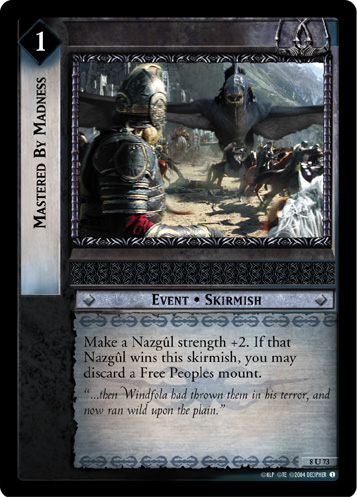 1
Mastered By Madness
Event • Skirmish
Make a Nazgûl strength +2. If that
Nazgûl wins this skirmish, you may
discard a Free Peoples mount.
“...then Windfola had thrown them in his terror, and
now ran wild upon the plain.”
©NLP ™TE ©2004 DECIPHER
8 U 73